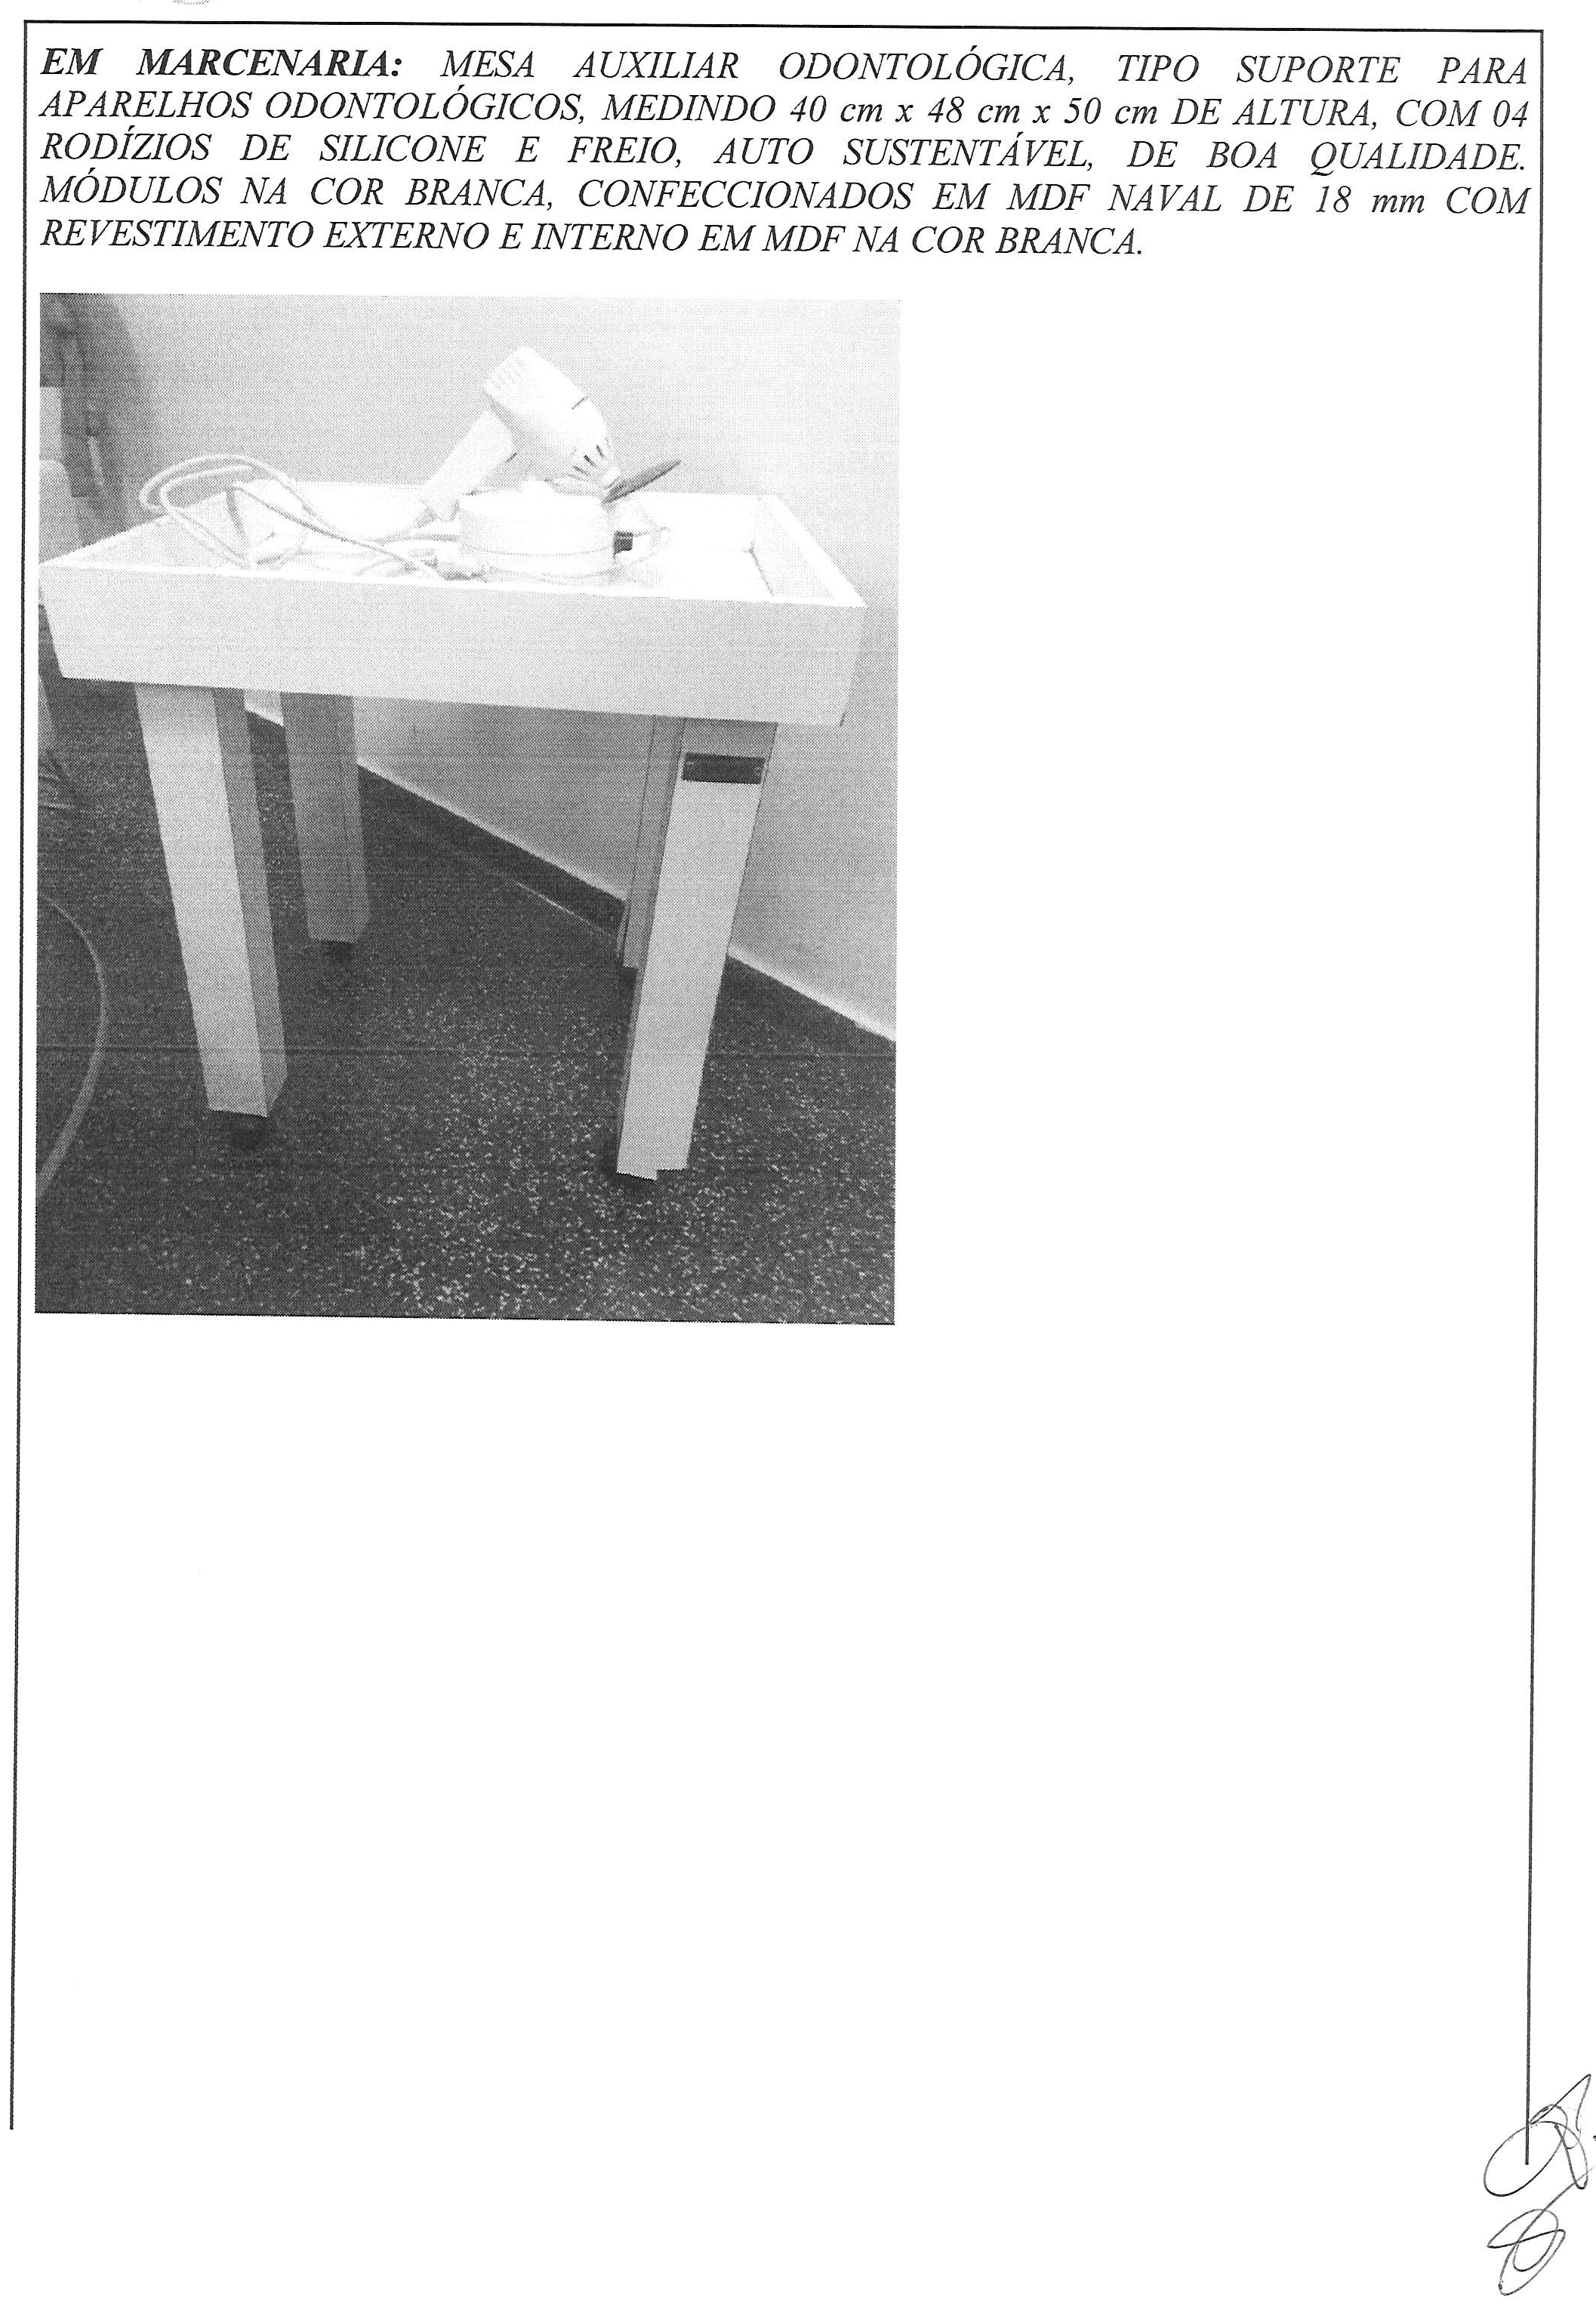 EM MARCENARIA: MESA AUXILIAR ODONTOLÓGICA, TIPO SUPORTE PARA
APARELHOS ODONTOLÓGICOS, MEDINDO 40 cm x 48 cm x 50 cm DE ALTURA, COM 04
RODÍZIOS DE SILICONE E FREIO, AUTO SUSTENTÁVEL, DE BOA QUALIDADE.
MÓDULOS NA COR BRANCA, CONFECCIONADOS EM MDF NAVAL DE 18 mm COM
REVESTIMENTO EXTERNO E INTERNO EM MDF NA COR BRANCA.